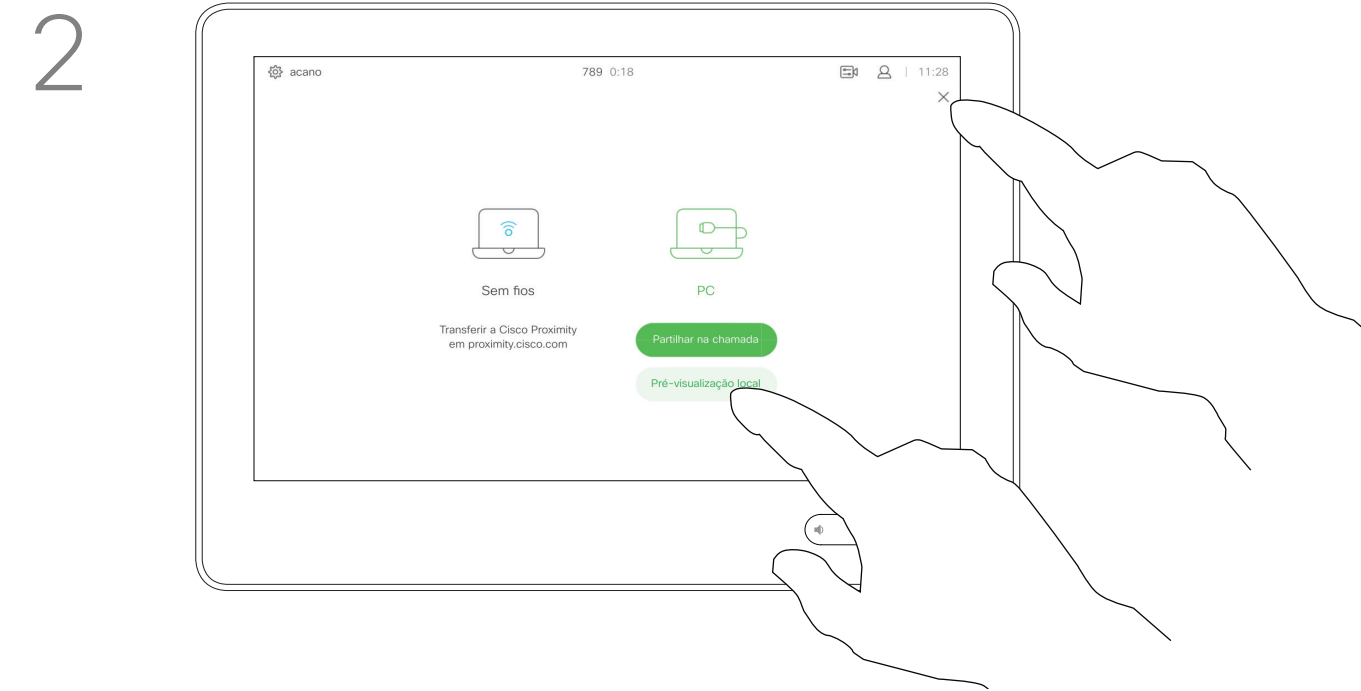 2
acano
789 0:18
11:28
Sem fios
PC
Transferir a Cisco Proximity
em proximity.cisco.com
Partilhar na chamada
Pré-visualização local